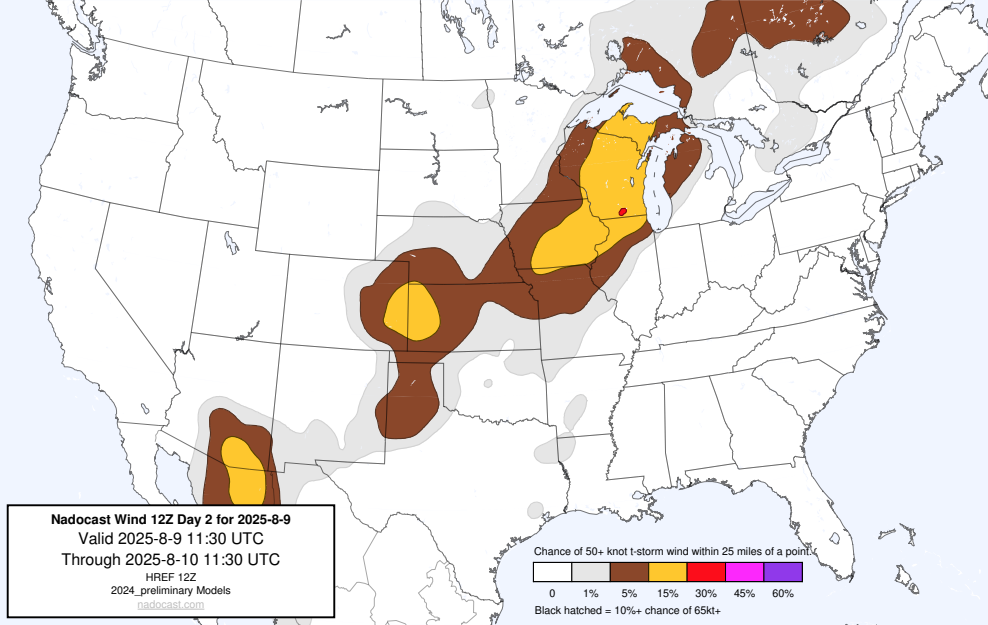 Nadocast Wind 12Z Day 2 for 2025-8-9
Valid 2025-8-9 11:30 UTC
Through 2025-8-10 11:30 UTC
HREF 12Z
2024_preliminary Models
nadocast.com
Chance of 50+ knot t-storm wind within 25 miles of a point.
0 1% 5% 15% 30% 45% 60%
Black hatched = 10%+ chance of 65kt+